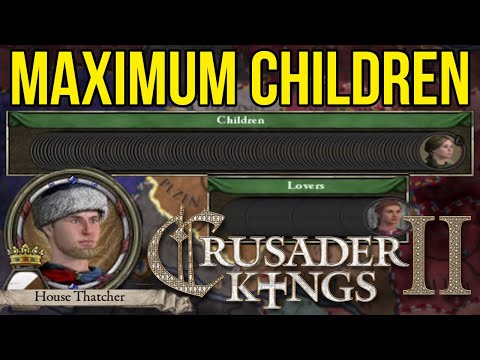 MAXIMUM CHILDREN
Children
Lovers
CRUSADER
KINGS II
House Thatcher